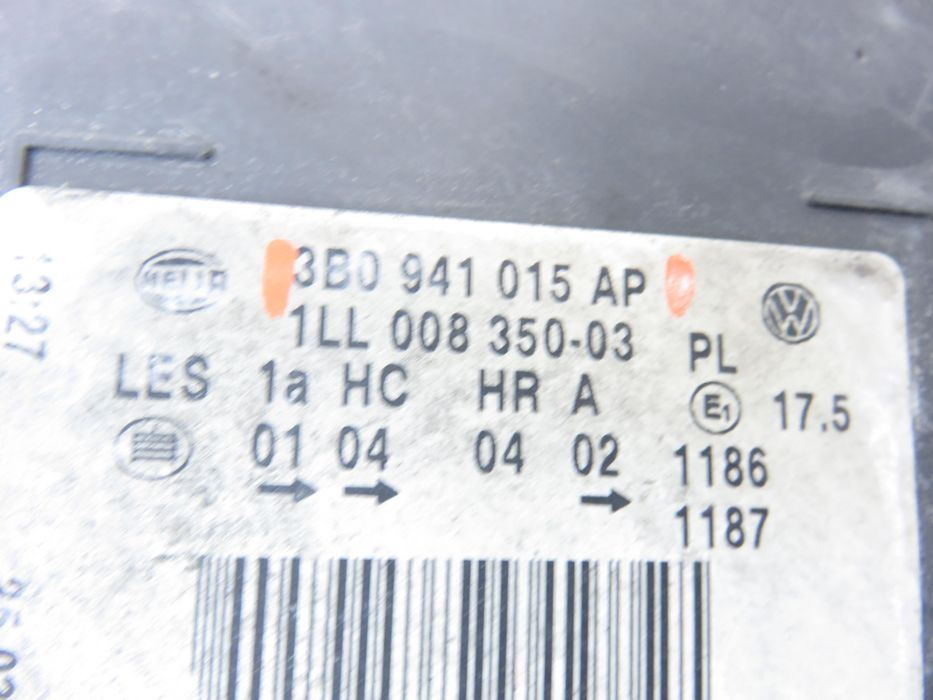 HELLA 3B0 941 015 AP
1LL 008 350-03 PL
LES 1a HC HR A E1 17.5
01 04 04 02 1186
1187
13:27